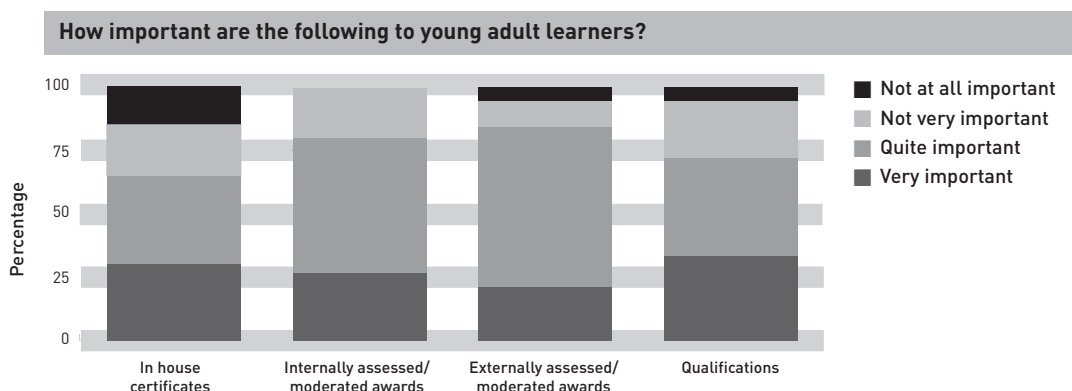 How important are the following to young adult learners?
100
75
50
25
0
Percentage
Not at all important
Not very important
Quite important
Very important
In house
certificates
Internally assessed/
moderated awards
Externally assessed/
moderated awards
Qualifications